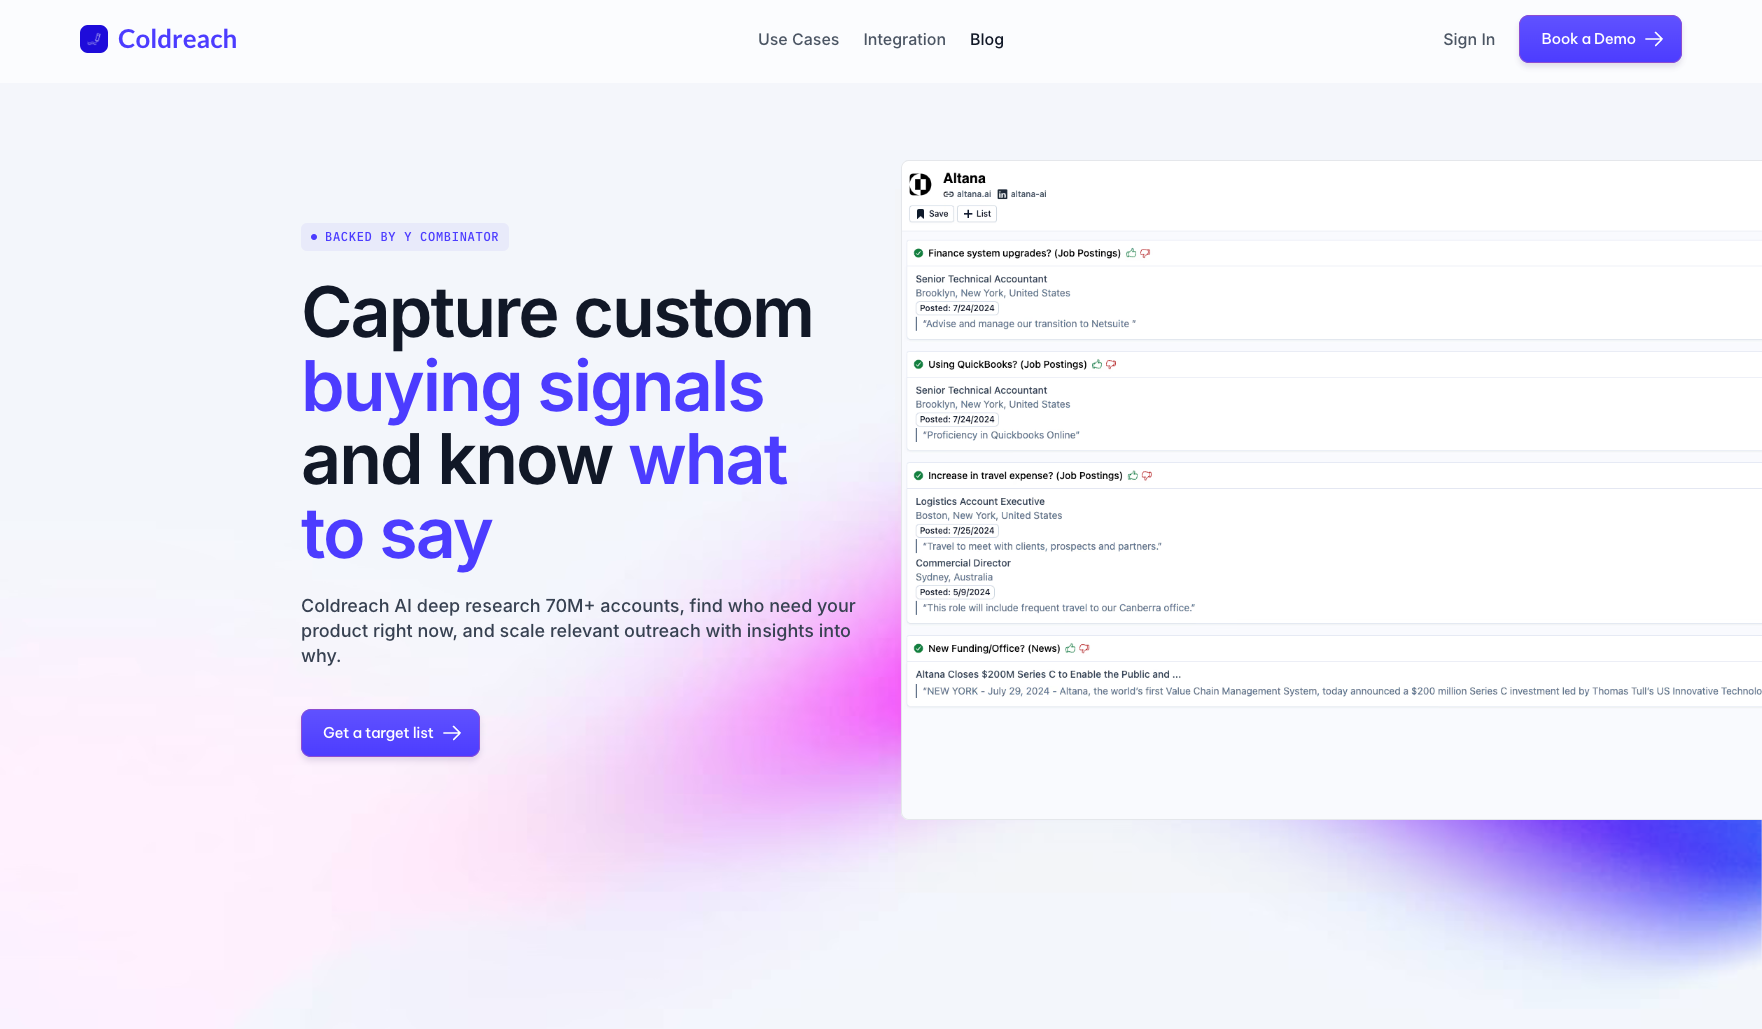 Coldreach
Use Cases
Integration
Blog
Sign In
Book a Demo
BACKED BY Y COMBINATOR
Capture custom
buying signals
and know what
to say
Coldreach AI deep research 70M+ accounts, find who need your
product right now, and scale relevant outreach with insights into
why.
Get a target list
Altana
altana.ai altana-ai
Save List
Finance system upgrades? (Job Postings)
Senior Technical Accountant
Brooklyn, New York, United States
Posted: 7/24/2024
“Advise and manage our transition to Netsuite ”
Using QuickBooks? (Job Postings)
Senior Technical Accountant
Brooklyn, New York, United States
Posted: 7/24/2024
“Proficiency in Quickbooks Online”
Increase in travel expense? (Job Postings)
Logistics Account Executive
Boston, New York, United States
Posted: 7/25/2024
“Travel to meet with clients, prospects and partners.”
Commercial Director
Sydney, Australia
Posted: 5/9/2024
“This role will include frequent travel to our Canberra office.”
New Funding/Office? (News)
Altana Closes $200M Series C to Enable the Public and ...
“NEW YORK - July 29, 2024 - Altana, the world’s first Value Chain Management System, today announced a $200 million Series C investment led by Thomas Tull’s US Innovative Technolo